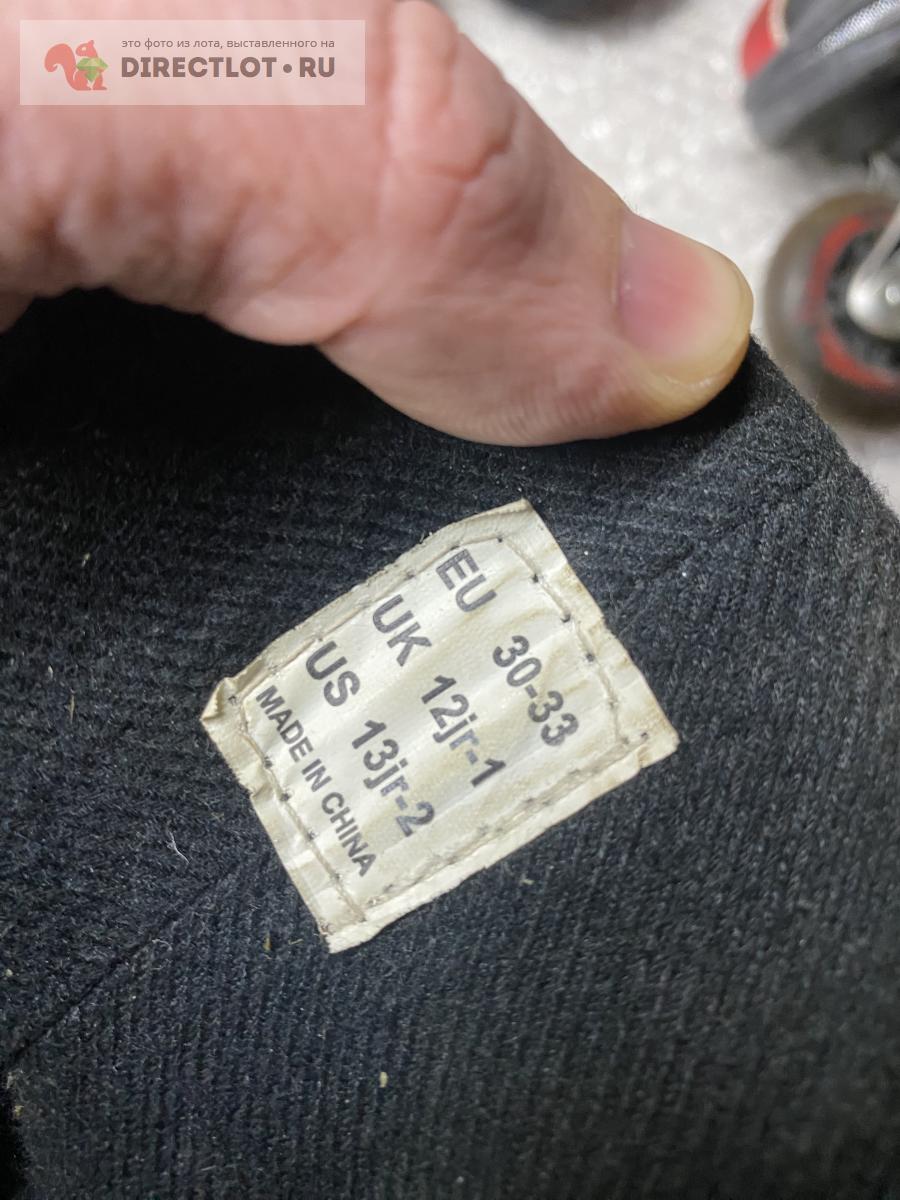 это фото из лота, выставленного на
DIRECTLOT•RU
EU 30-33
UK 12jr-1
US 13jr-2
MADE IN CHINA